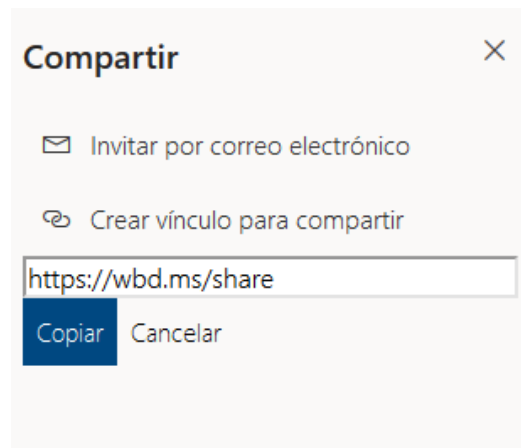 Compartir
Invitar por correo electrónico
Crear vínculo para compartir
https://wbd.ms/share
Copiar Cancelar